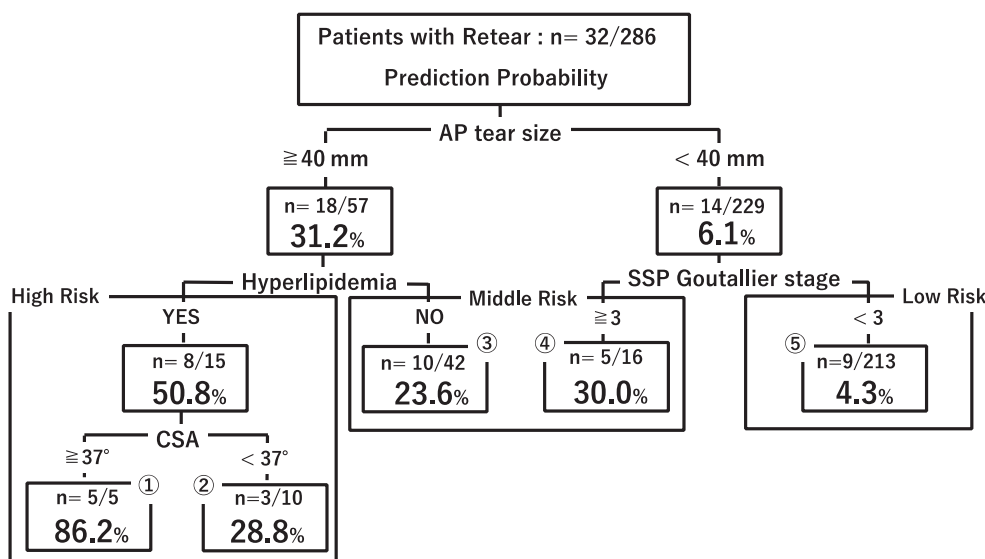 Patients with Retear : n= 32/286
Prediction Probability
AP tear size
≧40 mm
< 40 mm
n= 18/57
31.2%
n= 14/229
6.1%
Hyperlipidemia
SSP Goutallier stage
High Risk
Middle Risk
Low Risk
YES
NO
≧3
< 3
③
④
⑤
n= 8/15
50.8%
n= 10/42
23.6%
n= 5/16
30.0%
n=9/213
4.3%
CSA
≧37°
< 37°
①
②
n= 5/5
86.2%
n=3/10
28.8%